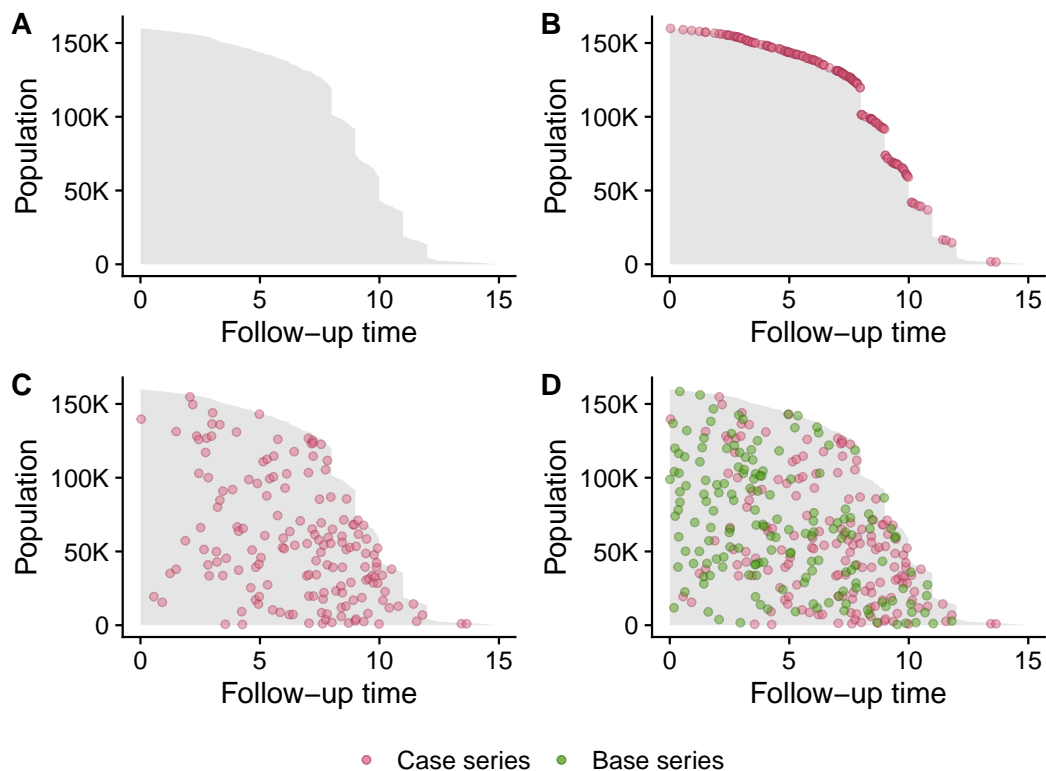 A
B
150K
100K
50K
0
Population
0 5 10 15
Follow−up time
150K
100K
50K
0
Population
0 5 10 15
Follow−up time
C
D
150K
100K
50K
0
Population
0 5 10 15
Follow−up time
150K
100K
50K
0
Population
0 5 10 15
Follow−up time
Case series
Base series